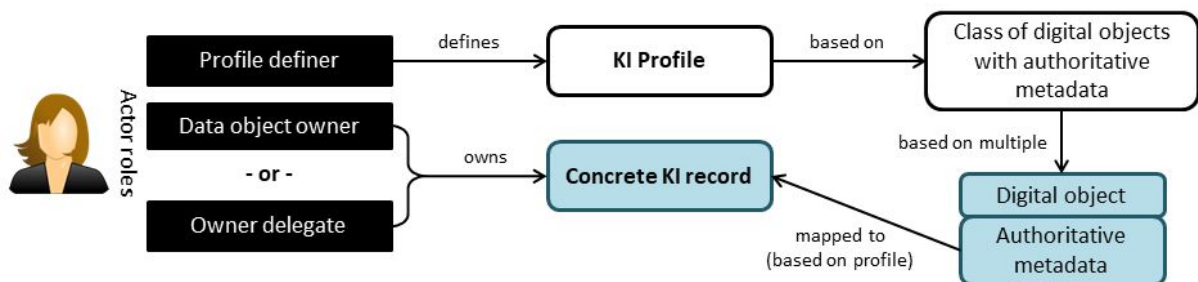 Actor roles
Profile definer
defines
KI Profile
based on
Class of digital objects
with authoritative
metadata
Data object owner
- or -
Owner delegate
owns
Concrete KI record
based on multiple
Digital object
Authoritative
metadata
mapped to
(based on profile)